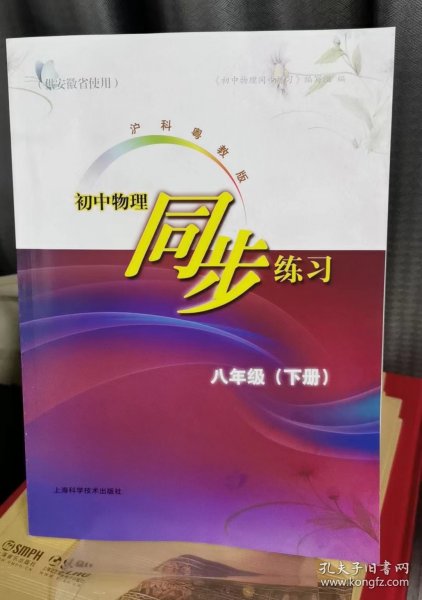 （供安徽省使用）
《初中物理同步练习》编写组 编
沪科粤教版
初中物理
同步
练习
八年级（下册）
上海科学技术出版社
SMPH
孔夫子旧书网
www.kongfz.com